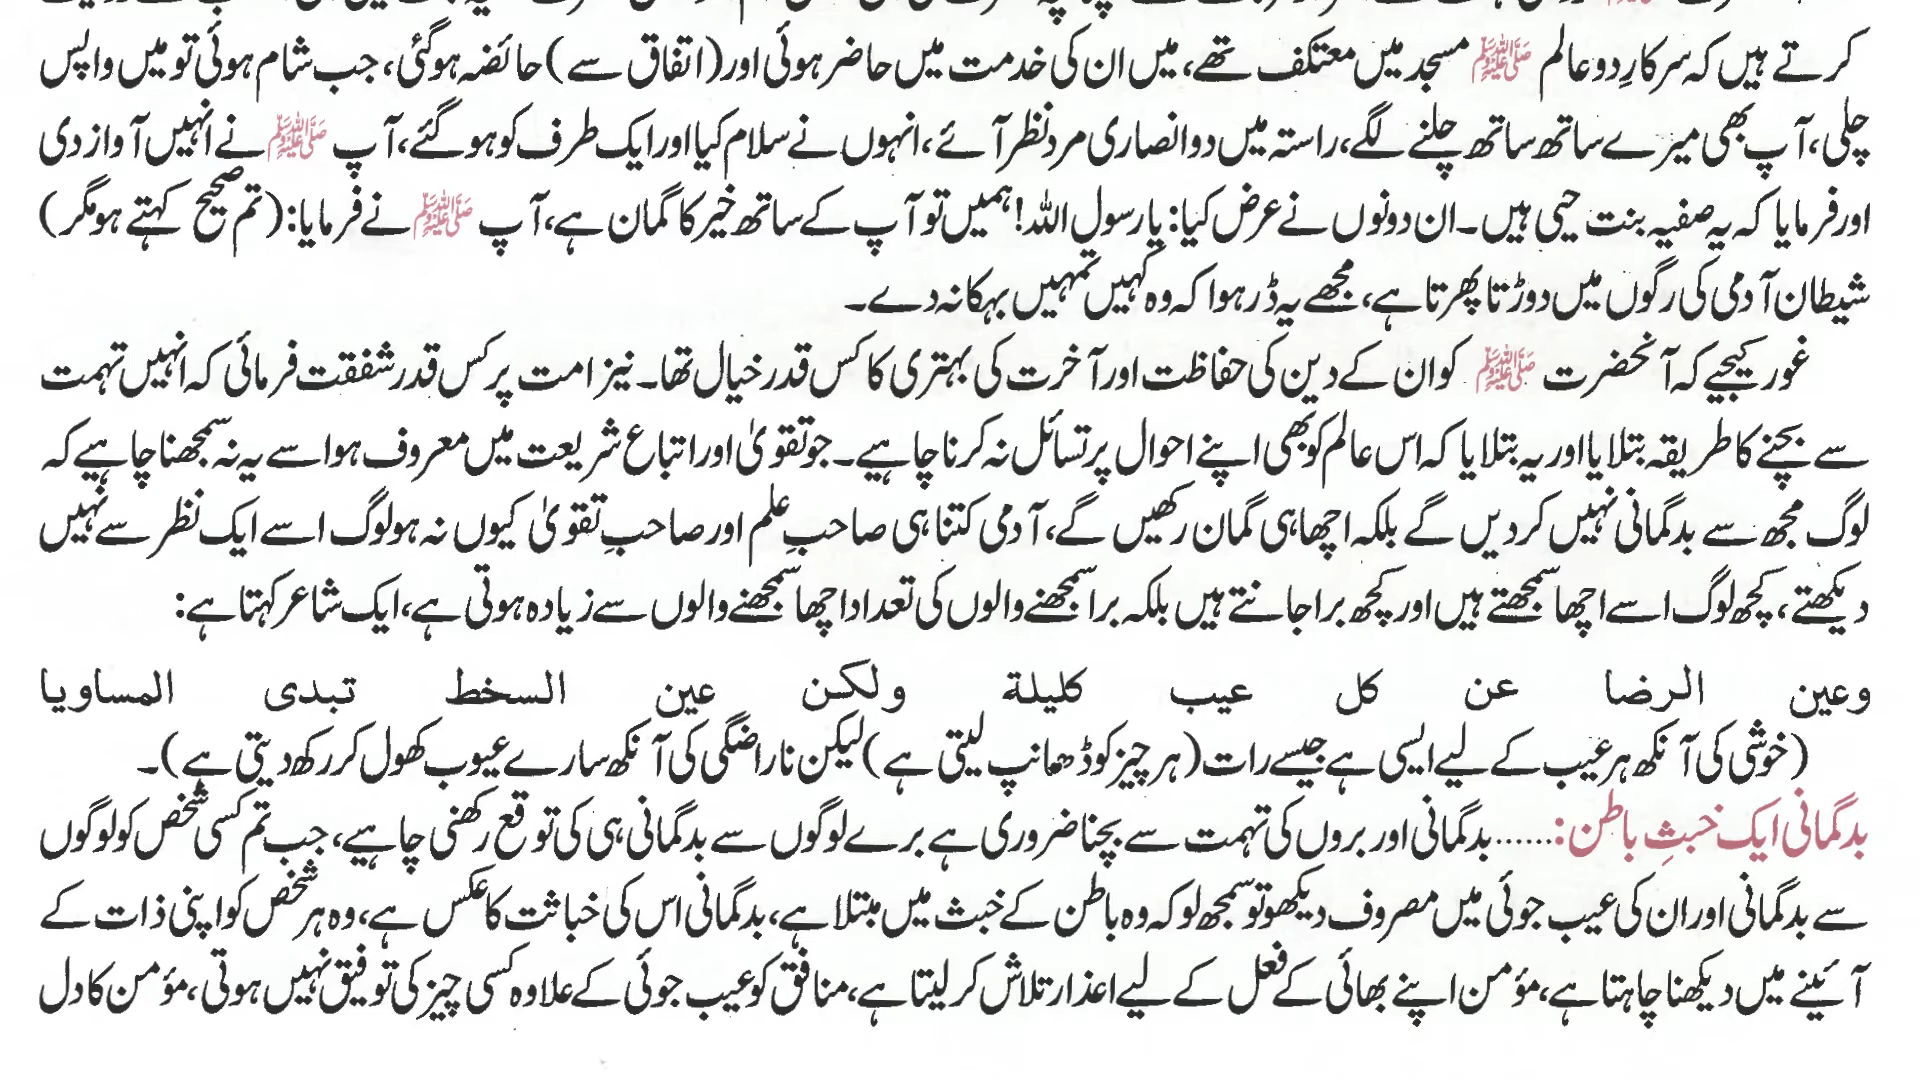 کرتے ہیں کہ سرکارِ دو عالم ﷺ مسجد میں معتکف تھے، میں ان کی خدمت میں حاضر ہوئی اور (اتفاق سے) حائضہ ہوگئی، جب شام ہوئی تو میں واپس
چلی، آپ بھی میرے ساتھ ساتھ چلنے لگے، راستہ میں دو انصاری مرد نظر آئے، انہوں نے سلام کیا اور ایک طرف کو ہو گئے، آپ ﷺ نے انہیں آواز دی
اور فرمایا کہ یہ صفیہ بنت حیی ہیں۔ ان دونوں نے عرض کیا: یا رسول اللہ! ہمیں تو آپ کے ساتھ خیر کا گمان ہے، آپ ﷺ نے فرمایا: (تم صحیح کہتے ہو مگر)
شیطان آدمی کی رگوں میں دوڑتا پھرتا ہے، مجھے یہ ڈر ہوا کہ وہ کہیں تمہیں بہکا نہ دے۔
غور کیجیے کہ آنحضرت ﷺ کو ان کے دین کی حفاظت اور آخرت کی بہتری کا کس قدر خیال تھا۔ نیز امت پر کس قدر شفقت فرمائی کہ انہیں تہمت
سے بچنے کا طریقہ بتلایا اور یہ بتلایا کہ اس عالم کو بھی اپنے احوال پر تسائل نہ کرنا چاہیے۔ جو تقویٰ اور اتباع شریعت میں معروف ہو اسے یہ نہ سمجھنا چاہیے کہ
لوگ مجھ سے بدگمانی نہیں کر دیں گے بلکہ اچھا ہی گمان رکھیں گے، آدمی کتنا ہی صاحبِ علم اور صاحبِ تقویٰ کیوں نہ ہو لوگ اسے ایک نظر سے نہیں
دیکھتے، کچھ لوگ اسے اچھا سمجھتے ہیں اور کچھ برا جانتے ہیں بلکہ برا سمجھنے والوں کی تعداد اچھا سمجھنے والوں سے زیادہ ہوتی ہے، ایک شاعر کہتا ہے:
وعین الرضا عن کل عیب کلیلة ولکن عین السخط تبدی المساویا
(خوشی کی آنکھ ہر عیب کے لیے ایسی ہے جیسے رات (ہر چیز کو ڈھانپ لیتی ہے) لیکن ناراضگی کی آنکھ سارے عیوب کھول کر رکھ دیتی ہے)۔
بدگمانی ایک خبثِ باطن:...... بدگمانی اور بروں کی تہمت سے بچنا ضروری ہے برے لوگوں سے بدگمانی ہی کی توقع رکھنی چاہیے، جب تم کسی شخص کو لوگوں
سے بدگمانی اور ان کی عیب جوئی میں مصروف دیکھو تو سمجھ لو کہ وہ باطن کے خبث میں مبتلا ہے، بدگمانی اس کی خباثت کا عکس ہے، وہ ہر شخص کو اپنی ذات کے
آئینے میں دیکھنا چاہتا ہے، مؤمن اپنے بھائی کے فعل کے لیے اعذار تلاش کر لیتا ہے، منافق کو عیب جوئی کے علاوہ کسی چیز کی توفیق نہیں ہوتی، مؤمن کا دل